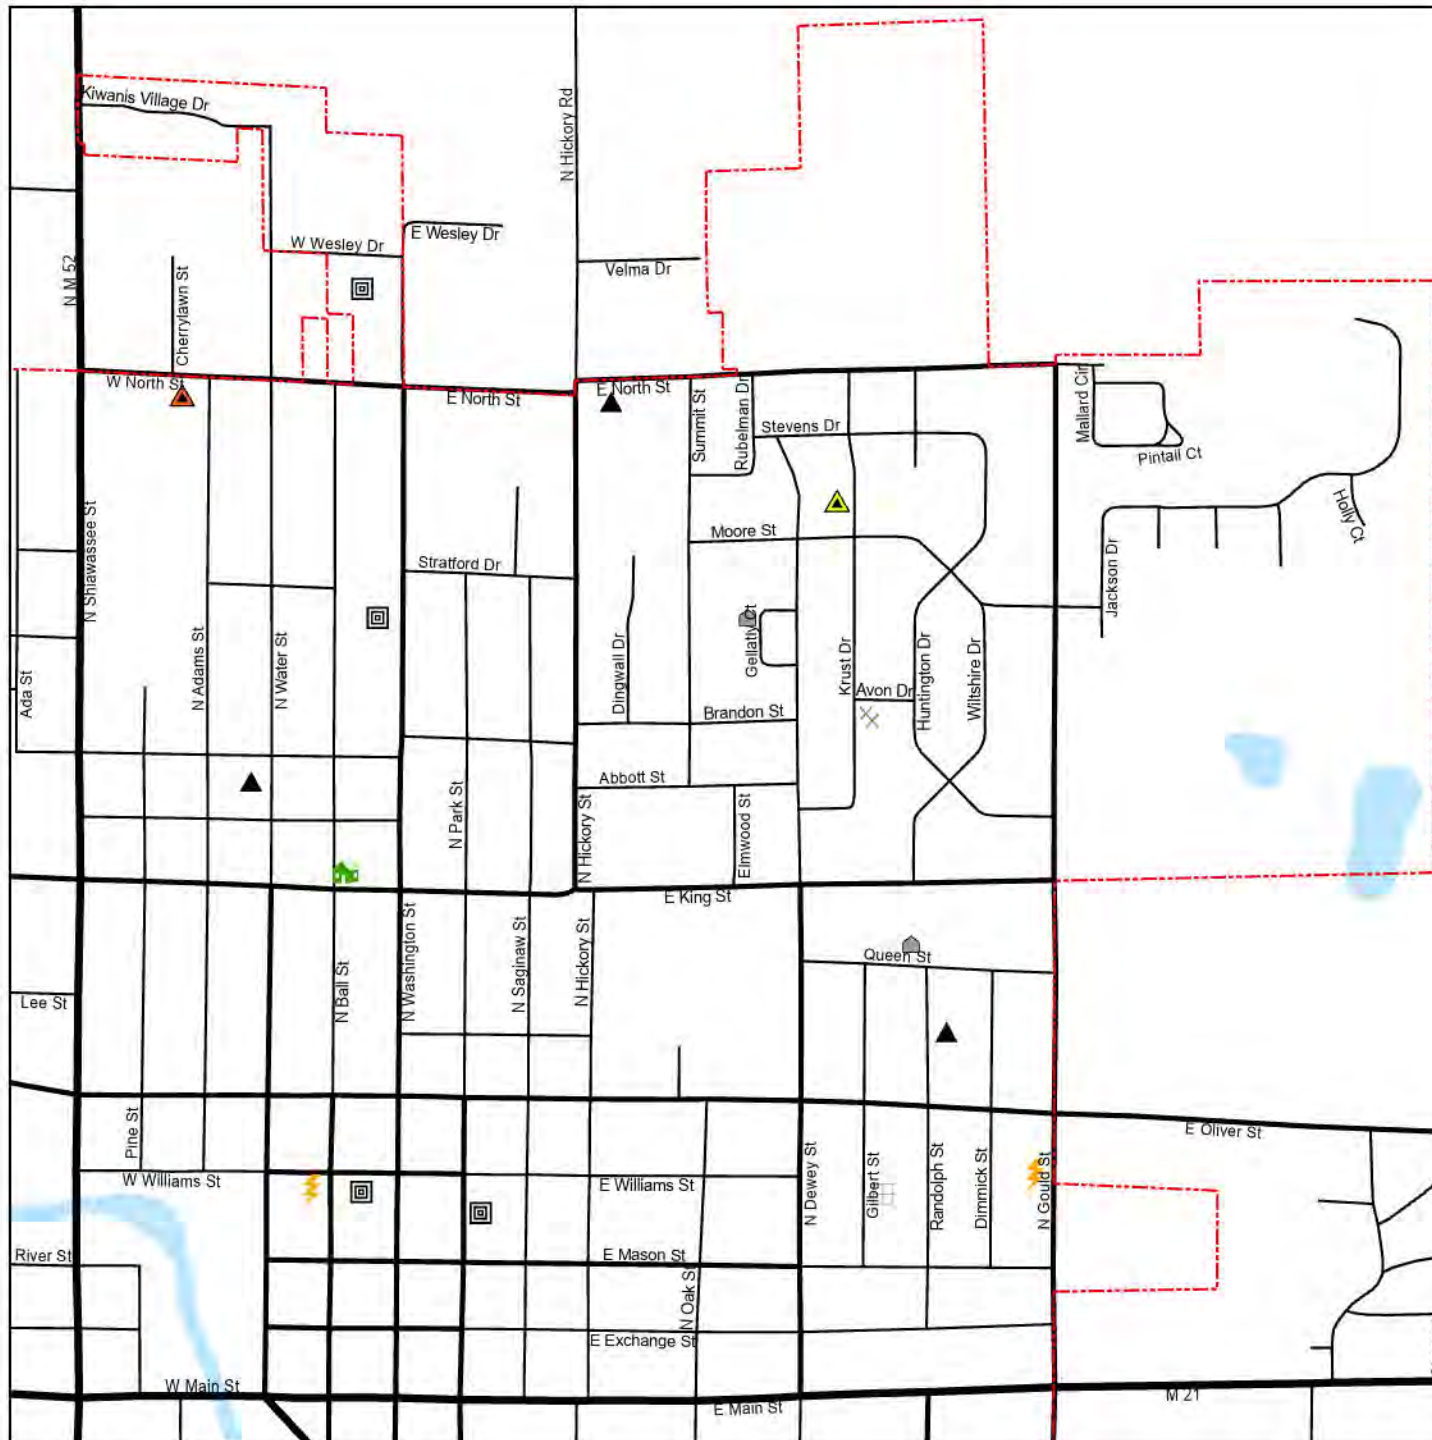 Kiwanis Village Dr
N Hickory Rd
W Wesley Dr
E Wesley Dr
Velma Dr
N M 52
Cherrylawn St
W North St
E North St
E North St
Summit St
Rubelman Dr
Stevens Dr
Mallard Cir
Pintail Ct
Holly Ct
N Shiawassee St
Moore St
Stratford Dr
Jackson Dr
Ada St
N Adams St
N Water St
Dingwall Dr
Gellatly Ct
Krust Dr
Avon Dr
Huntington Dr
Wiltshire Dr
Brandon St
Abbott St
N Park St
N Hickory St
Elmwood St
E King St
Lee St
N Ball St
N Washington St
N Saginaw St
N Hickory St
Queen St
Pine St
E Oliver St
W Williams St
E Williams St
N Dewey St
Gilbert St
Randolph St
Dimmick St
N Gould St
River St
E Mason St
N Oak St
E Exchange St
W Main St
E Main St
M 21